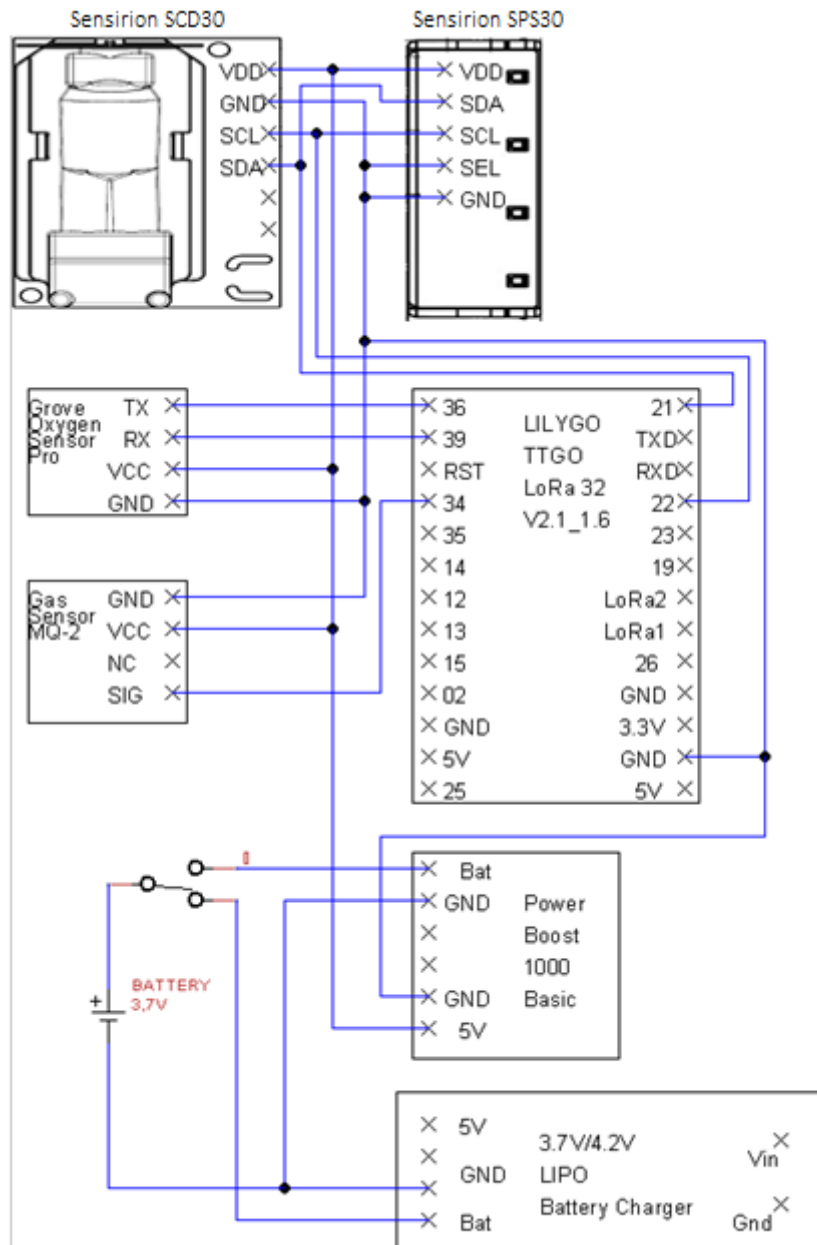 Sensirion SCD30
Sensirion SPS30
VDD
GND
SCL
SDA
VDD
SDA
SCL
SEL
GND
Grove
Oxygen
Sensor
Pro
TX
RX
VCC
GND
Gas
Sensor
MQ-2
GND
VCC
NC
SIG
36
39
RST
34
35
14
12
13
15
02
GND
5V
25
LILYGO
TTGO
LoRa 32
V2.1_1.6
21
TXD
RXD
22
23
19
LoRa2
LoRa1
26
GND
3.3V
GND
5V
BATTERY
3,7V
+
Bat
GND
GND
5V
Power
Boost
1000
Basic
5V
GND
Bat
3.7V/4.2V
LIPO
Battery Charger
Vin
Gnd